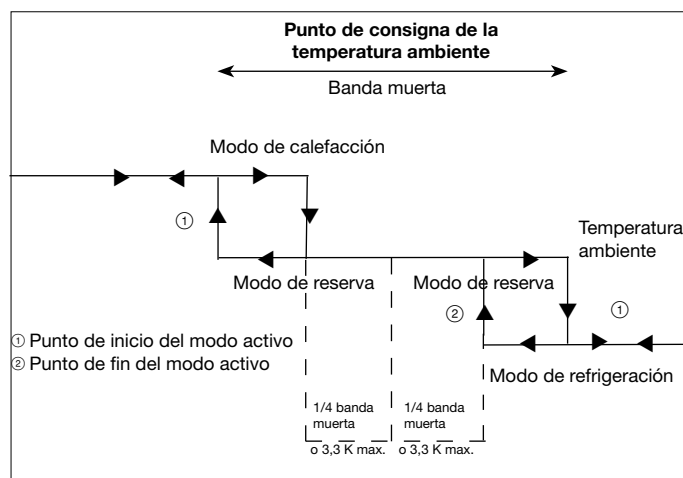 Punto de consigna de la
temperatura ambiente
Banda muerta
Modo de calefacción
①
Temperatura
ambiente
Modo de reserva
Modo de reserva
②
①
① Punto de inicio del modo activo
② Punto de fin del modo activo
Modo de refrigeración
1/4 banda
muerta
o 3,3 K max.
1/4 banda
muerta
o 3,3 K max.